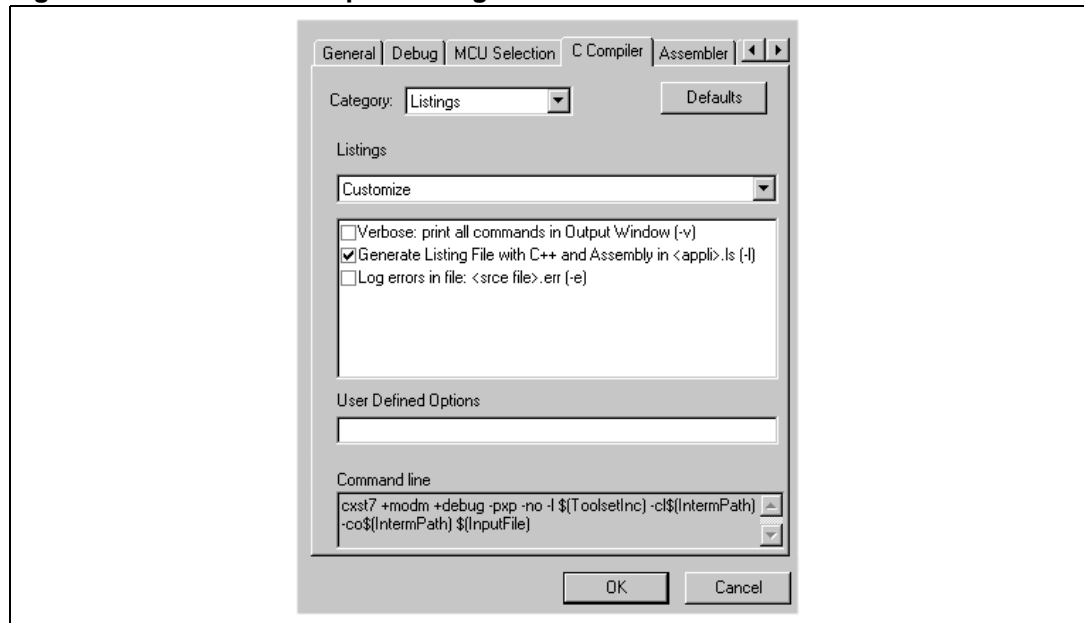 General Debug MCU Selection C Compiler Assembler
Category: Listings Defaults
Listings
Customize
Verbose: print all commands in Output Window (-v)
Generate Listing File with C++ and Assembly in <appli>.ls (-l)
Log errors in file: <srce file>.err (-e)
User Defined Options
Command line
cxst7 +modm +debug -pxp -no -l $(ToolsetInc) -cl$(IntermPath)
-co$(IntermPath) $(InputFile)
OK Cancel